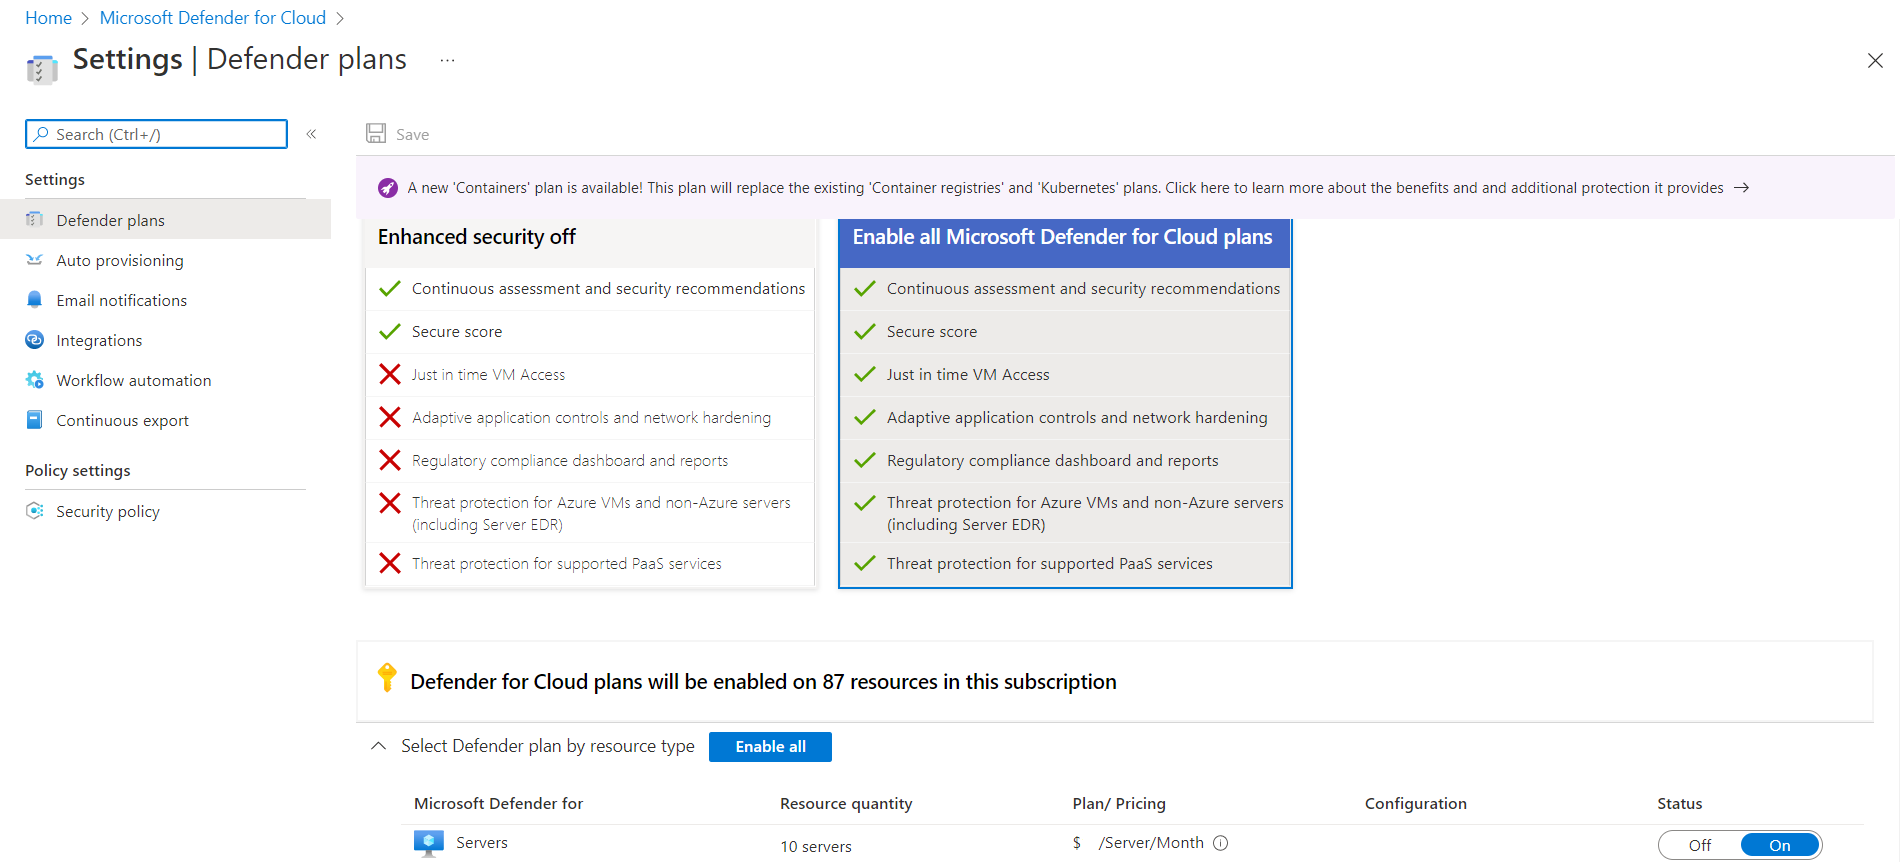 Home > Microsoft Defender for Cloud >
Settings | Defender plans ...
Search (Ctrl+/) «
Save
Settings
Defender plans
Auto provisioning
Email notifications
Integrations
Workflow automation
Continuous export
Policy settings
Security policy
A new 'Containers' plan is available! This plan will replace the existing 'Container registries' and 'Kubernetes' plans. Click here to learn more about the benefits and and additional protection it provides →
Enhanced security off
Continuous assessment and security recommendations
Secure score
Just in time VM Access
Adaptive application controls and network hardening
Regulatory compliance dashboard and reports
Threat protection for Azure VMs and non-Azure servers
(including Server EDR)
Threat protection for supported PaaS services
Enable all Microsoft Defender for Cloud plans
Continuous assessment and security recommendations
Secure score
Just in time VM Access
Adaptive application controls and network hardening
Regulatory compliance dashboard and reports
Threat protection for Azure VMs and non-Azure servers
(including Server EDR)
Threat protection for supported PaaS services
Defender for Cloud plans will be enabled on 87 resources in this subscription
Select Defender plan by resource type Enable all
Microsoft Defender for Resource quantity Plan/ Pricing Configuration Status
Servers 10 servers $ /Server/Month Off On